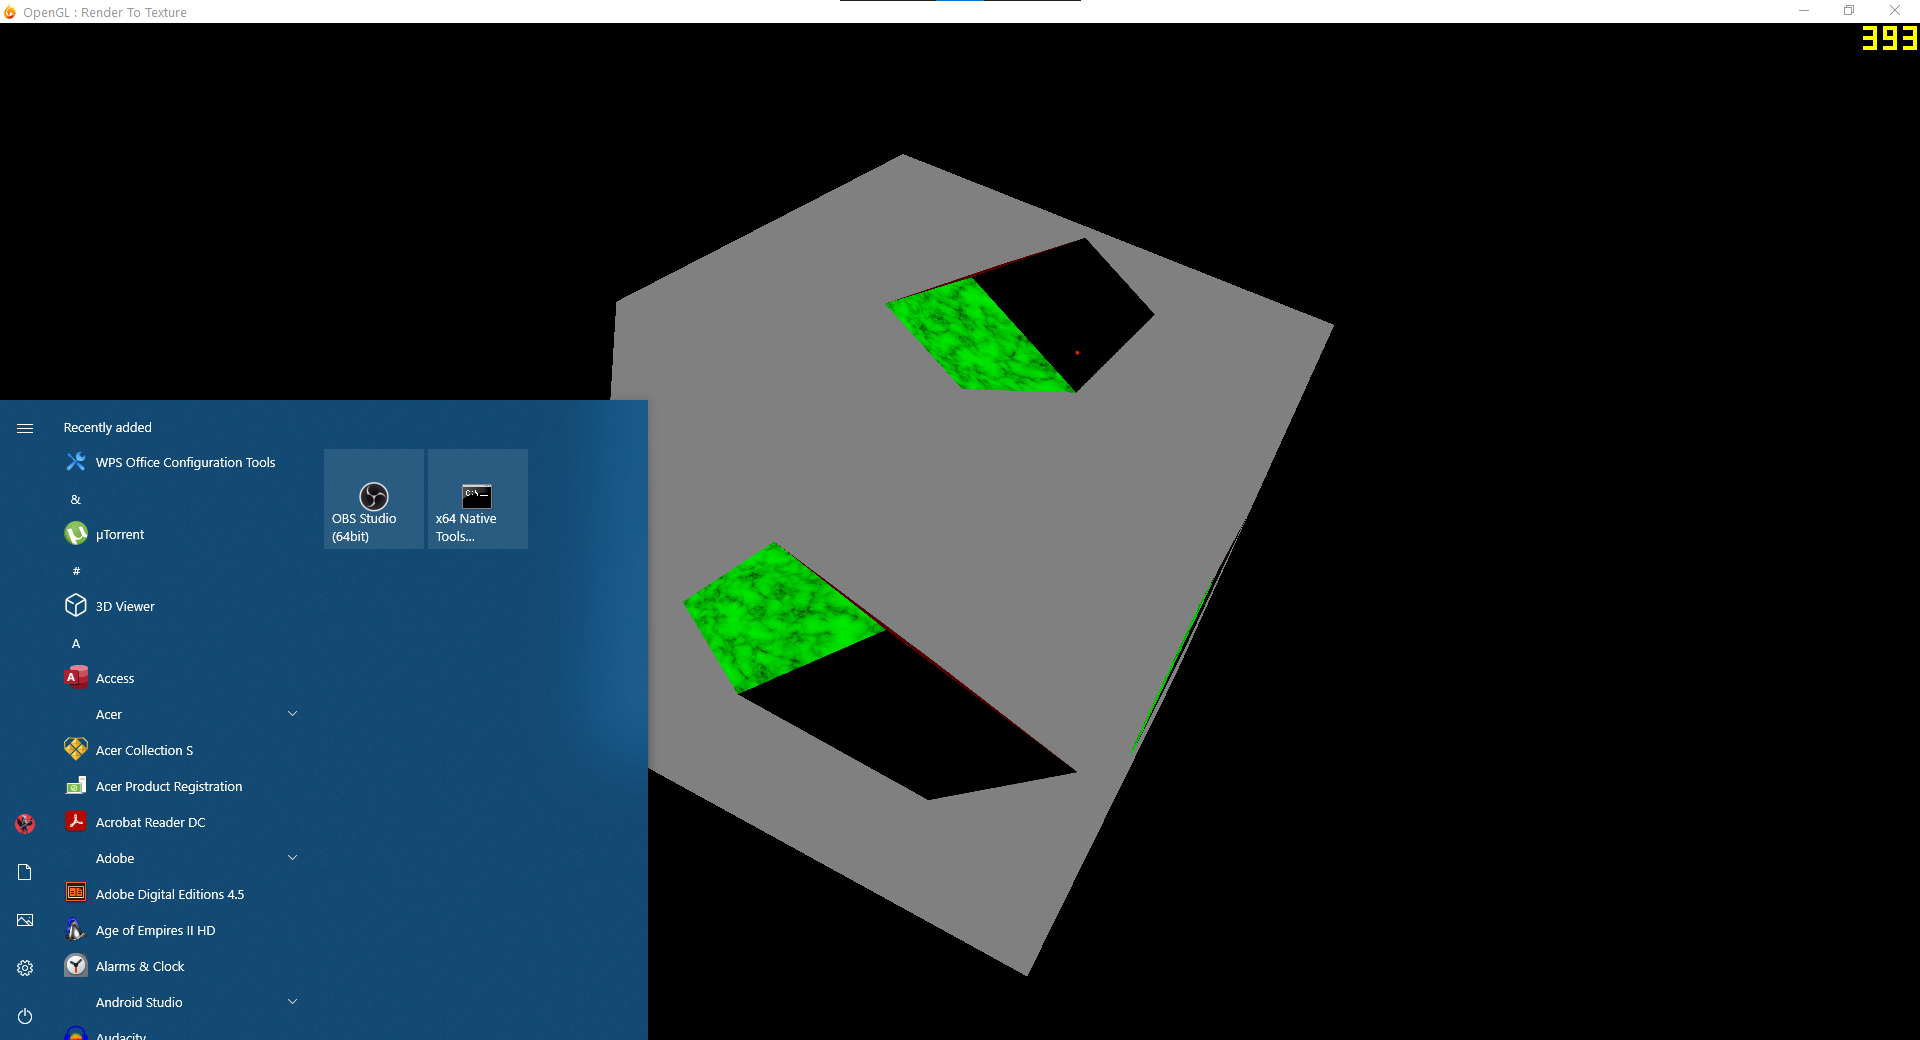 OpenGL : Render To Texture
393
Recently added
WPS Office Configuration Tools
&
µTorrent
#
3D Viewer
A
Access
Acer
Acer Collection S
Acer Product Registration
Acrobat Reader DC
Adobe
Adobe Digital Editions 4.5
Age of Empires II HD
Alarms & Clock
Android Studio
Audacity
OBS Studio
(64bit)
C:\
x64 Native
Tools...